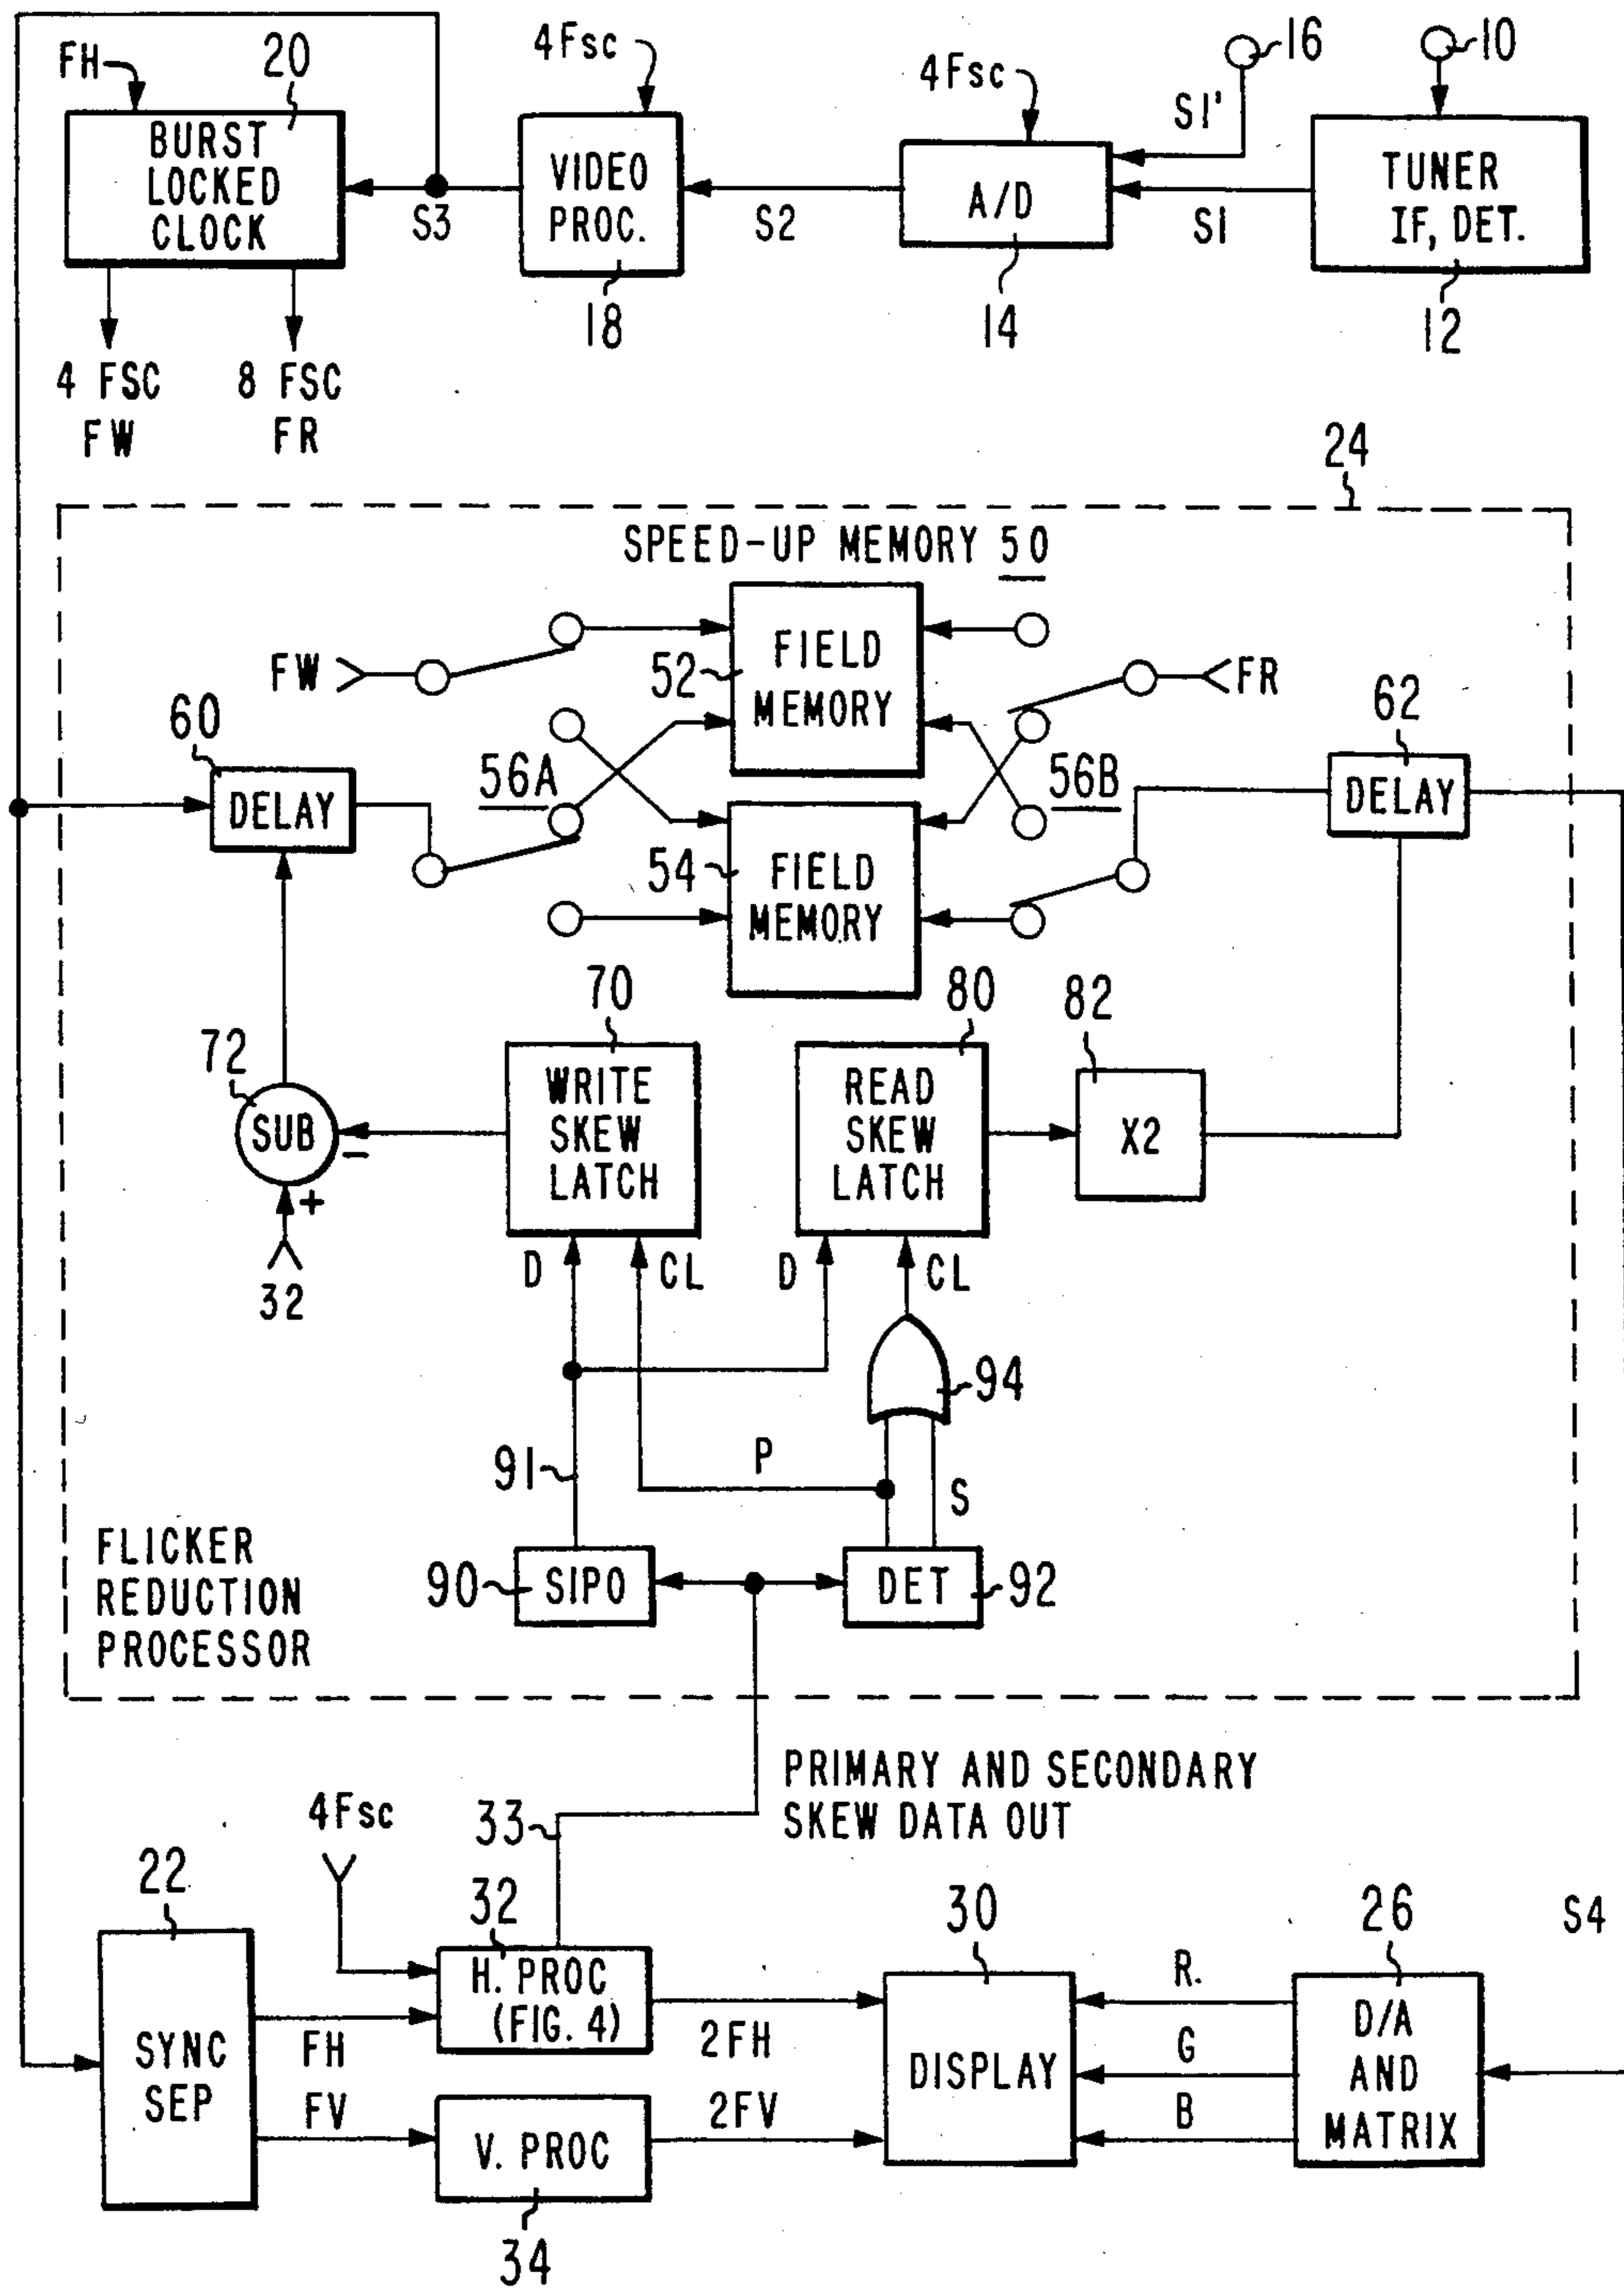 FH
20
BURST
LOCKED
CLOCK
4 FSC
FW
8 FSC
FR
S3
4Fsc
VIDEO
PROC.
18
S2
4Fsc
A/D
14
S1'
16
S1
10
TUNER
IF, DET.
12
24
SPEED-UP MEMORY 50
FW
FIELD
MEMORY
52
FR
60
DELAY
56A
56B
62
DELAY
FIELD
MEMORY
54
70
WRITE
SKEW
LATCH
72
SUB
−
+
32
80
READ
SKEW
LATCH
82
X2
D
CL
D
CL
94
91
P
S
90
SIPO
DET
92
FLICKER
REDUCTION
PROCESSOR
PRIMARY AND SECONDARY
SKEW DATA OUT
4Fsc
33
22
SYNC
SEP
FH
FV
32
H. PROC
(FIG. 4)
V. PROC
34
2FH
2FV
30
DISPLAY
R.
G
B
26
D/A
AND
MATRIX
S4